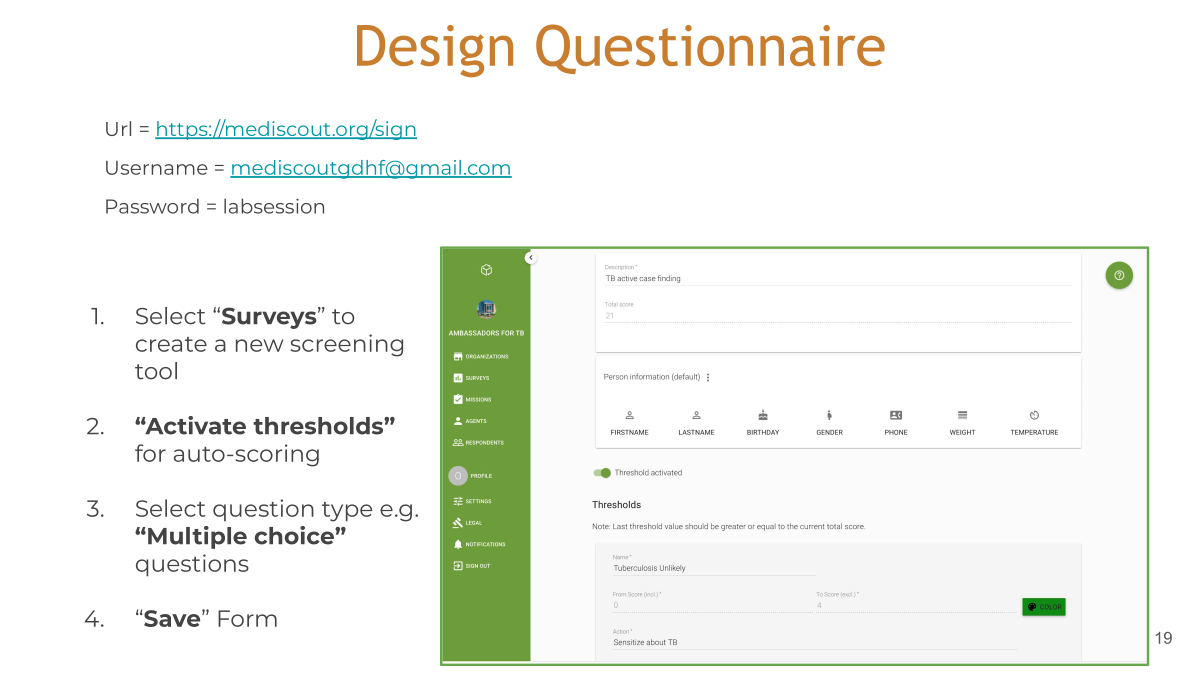 Design Questionnaire
Url = https://mediscout.org/sign
Username = mediscoutgdhf@gmail.com
Password = labsession
1. Select “Surveys” to
create a new screening
tool
2. “Activate thresholds”
for auto-scoring
3. Select question type e.g.
“Multiple choice”
questions
4. “Save” Form
AMBASSADORS FOR TB
ORGANIZATIONS
SURVEYS
MISSIONS
AGENTS
RESPONDENTS
O PROFILE
SETTINGS
LEGAL
NOTIFICATIONS
SIGN OUT
Description *
TB active case finding
Total score
21
Person information (default)
FIRSTNAME LASTNAME BIRTHDAY GENDER PHONE WEIGHT TEMPERATURE
Threshold activated
Thresholds
Note: Last threshold value should be greater or equal to the current total score.
Name *
Tuberculosis Unlikely
From Score (incl.) * To Score (excl.) *
0 4
COLOR
Action *
Sensitize about TB
19